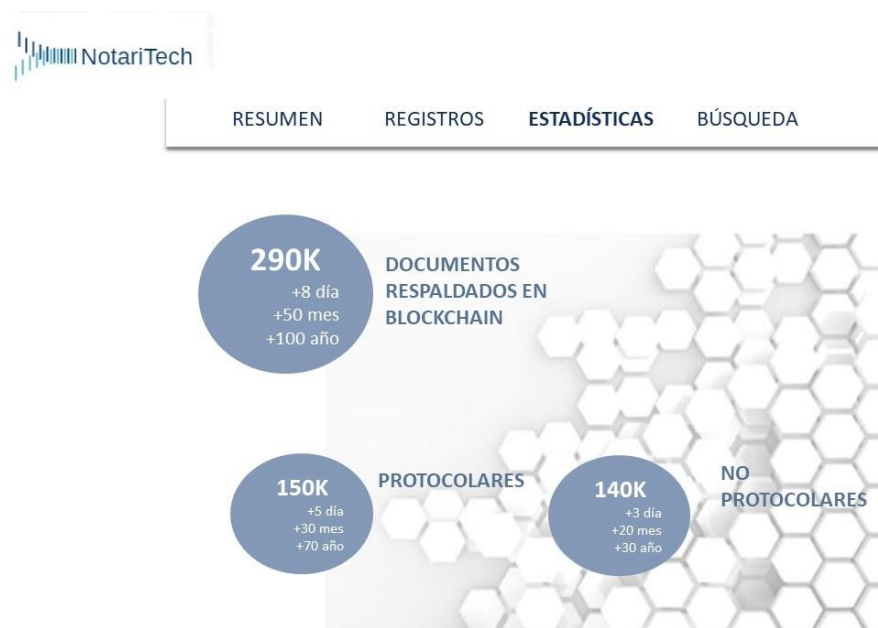 NotariTech
RESUMEN REGISTROS ESTADÍSTICAS BÚSQUEDA
290K
+8 día
+50 mes
+100 año
DOCUMENTOS
RESPALDADOS EN
BLOCKCHAIN
150K
+5 día
+30 mes
+70 año
PROTOCOLARES
140K
+3 día
+20 mes
+30 año
NO
PROTOCOLARES